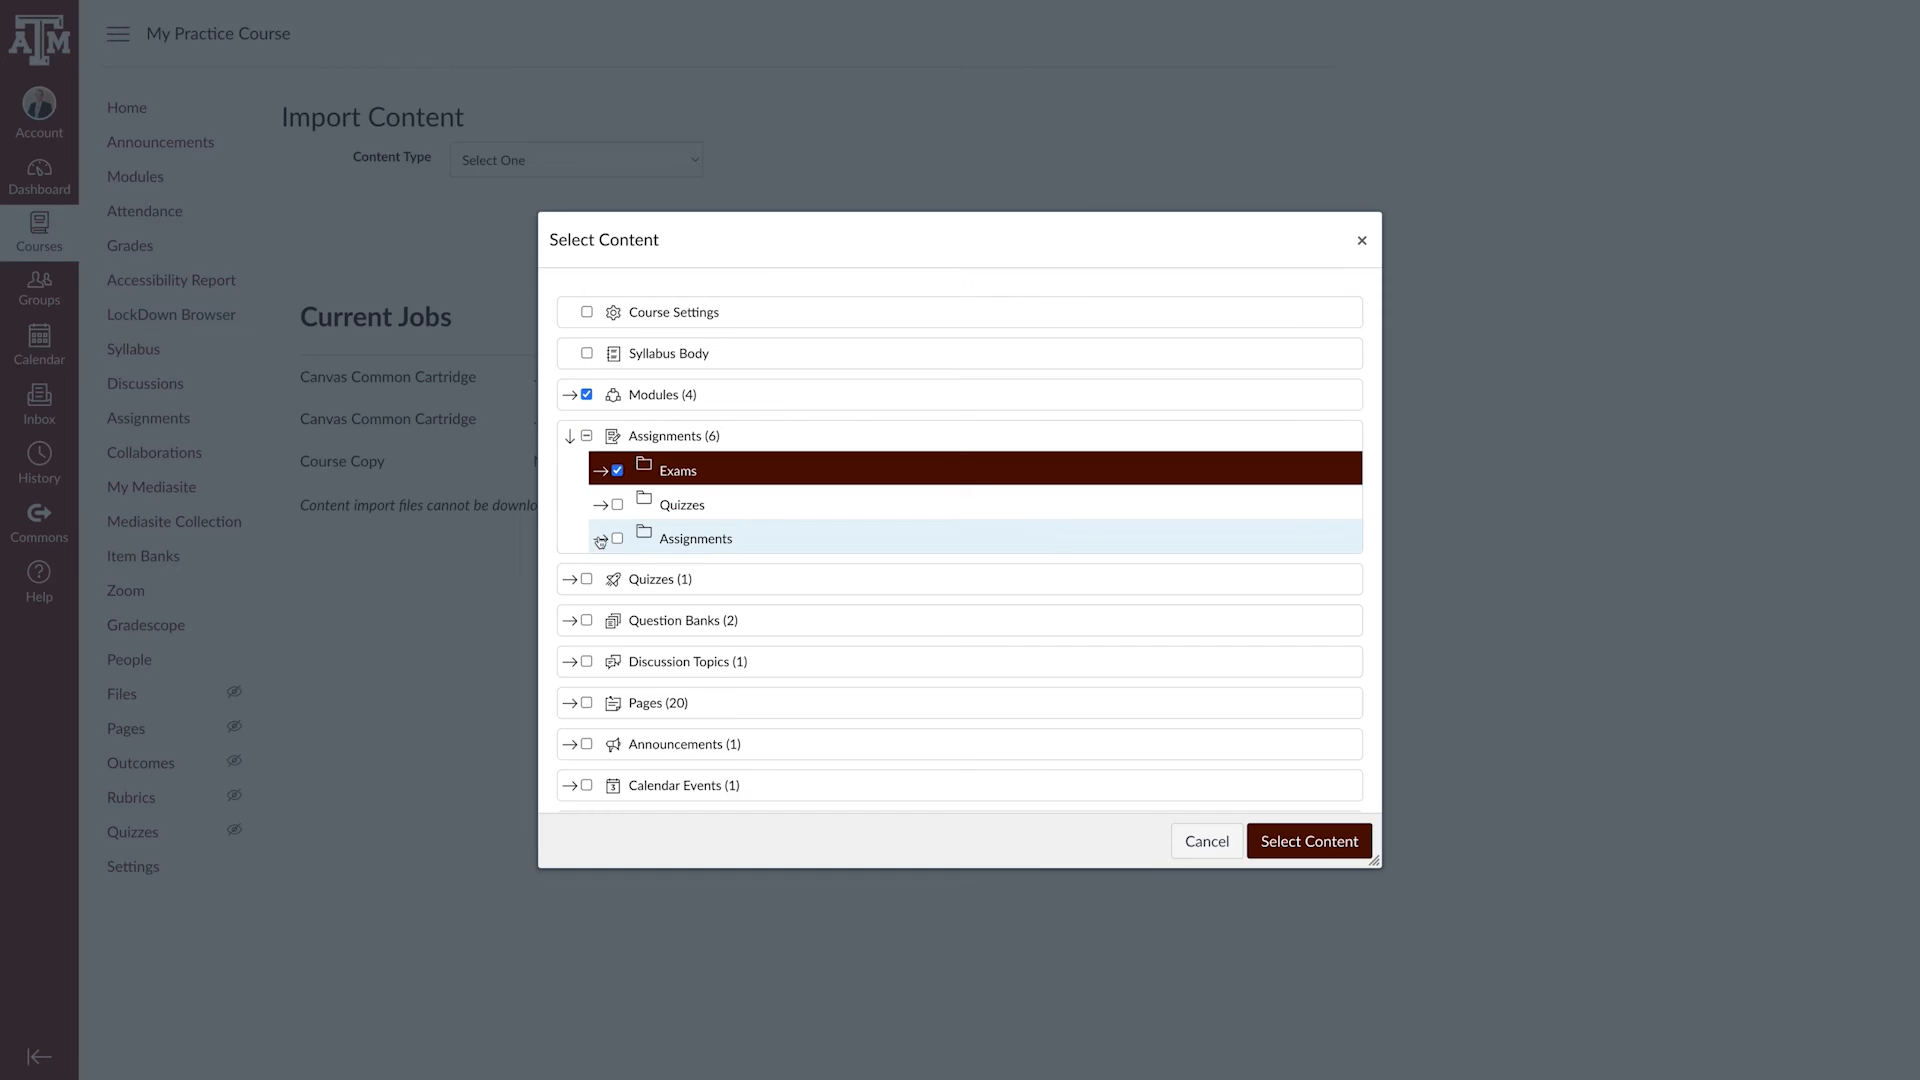 ATM
My Practice Course
Account
Dashboard
Courses
Groups
Calendar
Inbox
History
Commons
Help
Home
Announcements
Modules
Attendance
Grades
Accessibility Report
LockDown Browser
Syllabus
Discussions
Assignments
Collaborations
My Mediasite
Mediasite Collection
Item Banks
Zoom
Gradescope
People
Files
Pages
Outcomes
Rubrics
Quizzes
Settings
Import Content
Content Type Select One
Current Jobs
Canvas Common Cartridge
Canvas Common Cartridge
Course Copy
Content import files cannot be downlo
Select Content ×
Course Settings
Syllabus Body
Modules (4)
Assignments (6)
Exams
Quizzes
Assignments
Quizzes (1)
Question Banks (2)
Discussion Topics (1)
Pages (20)
Announcements (1)
Calendar Events (1)
Cancel Select Content